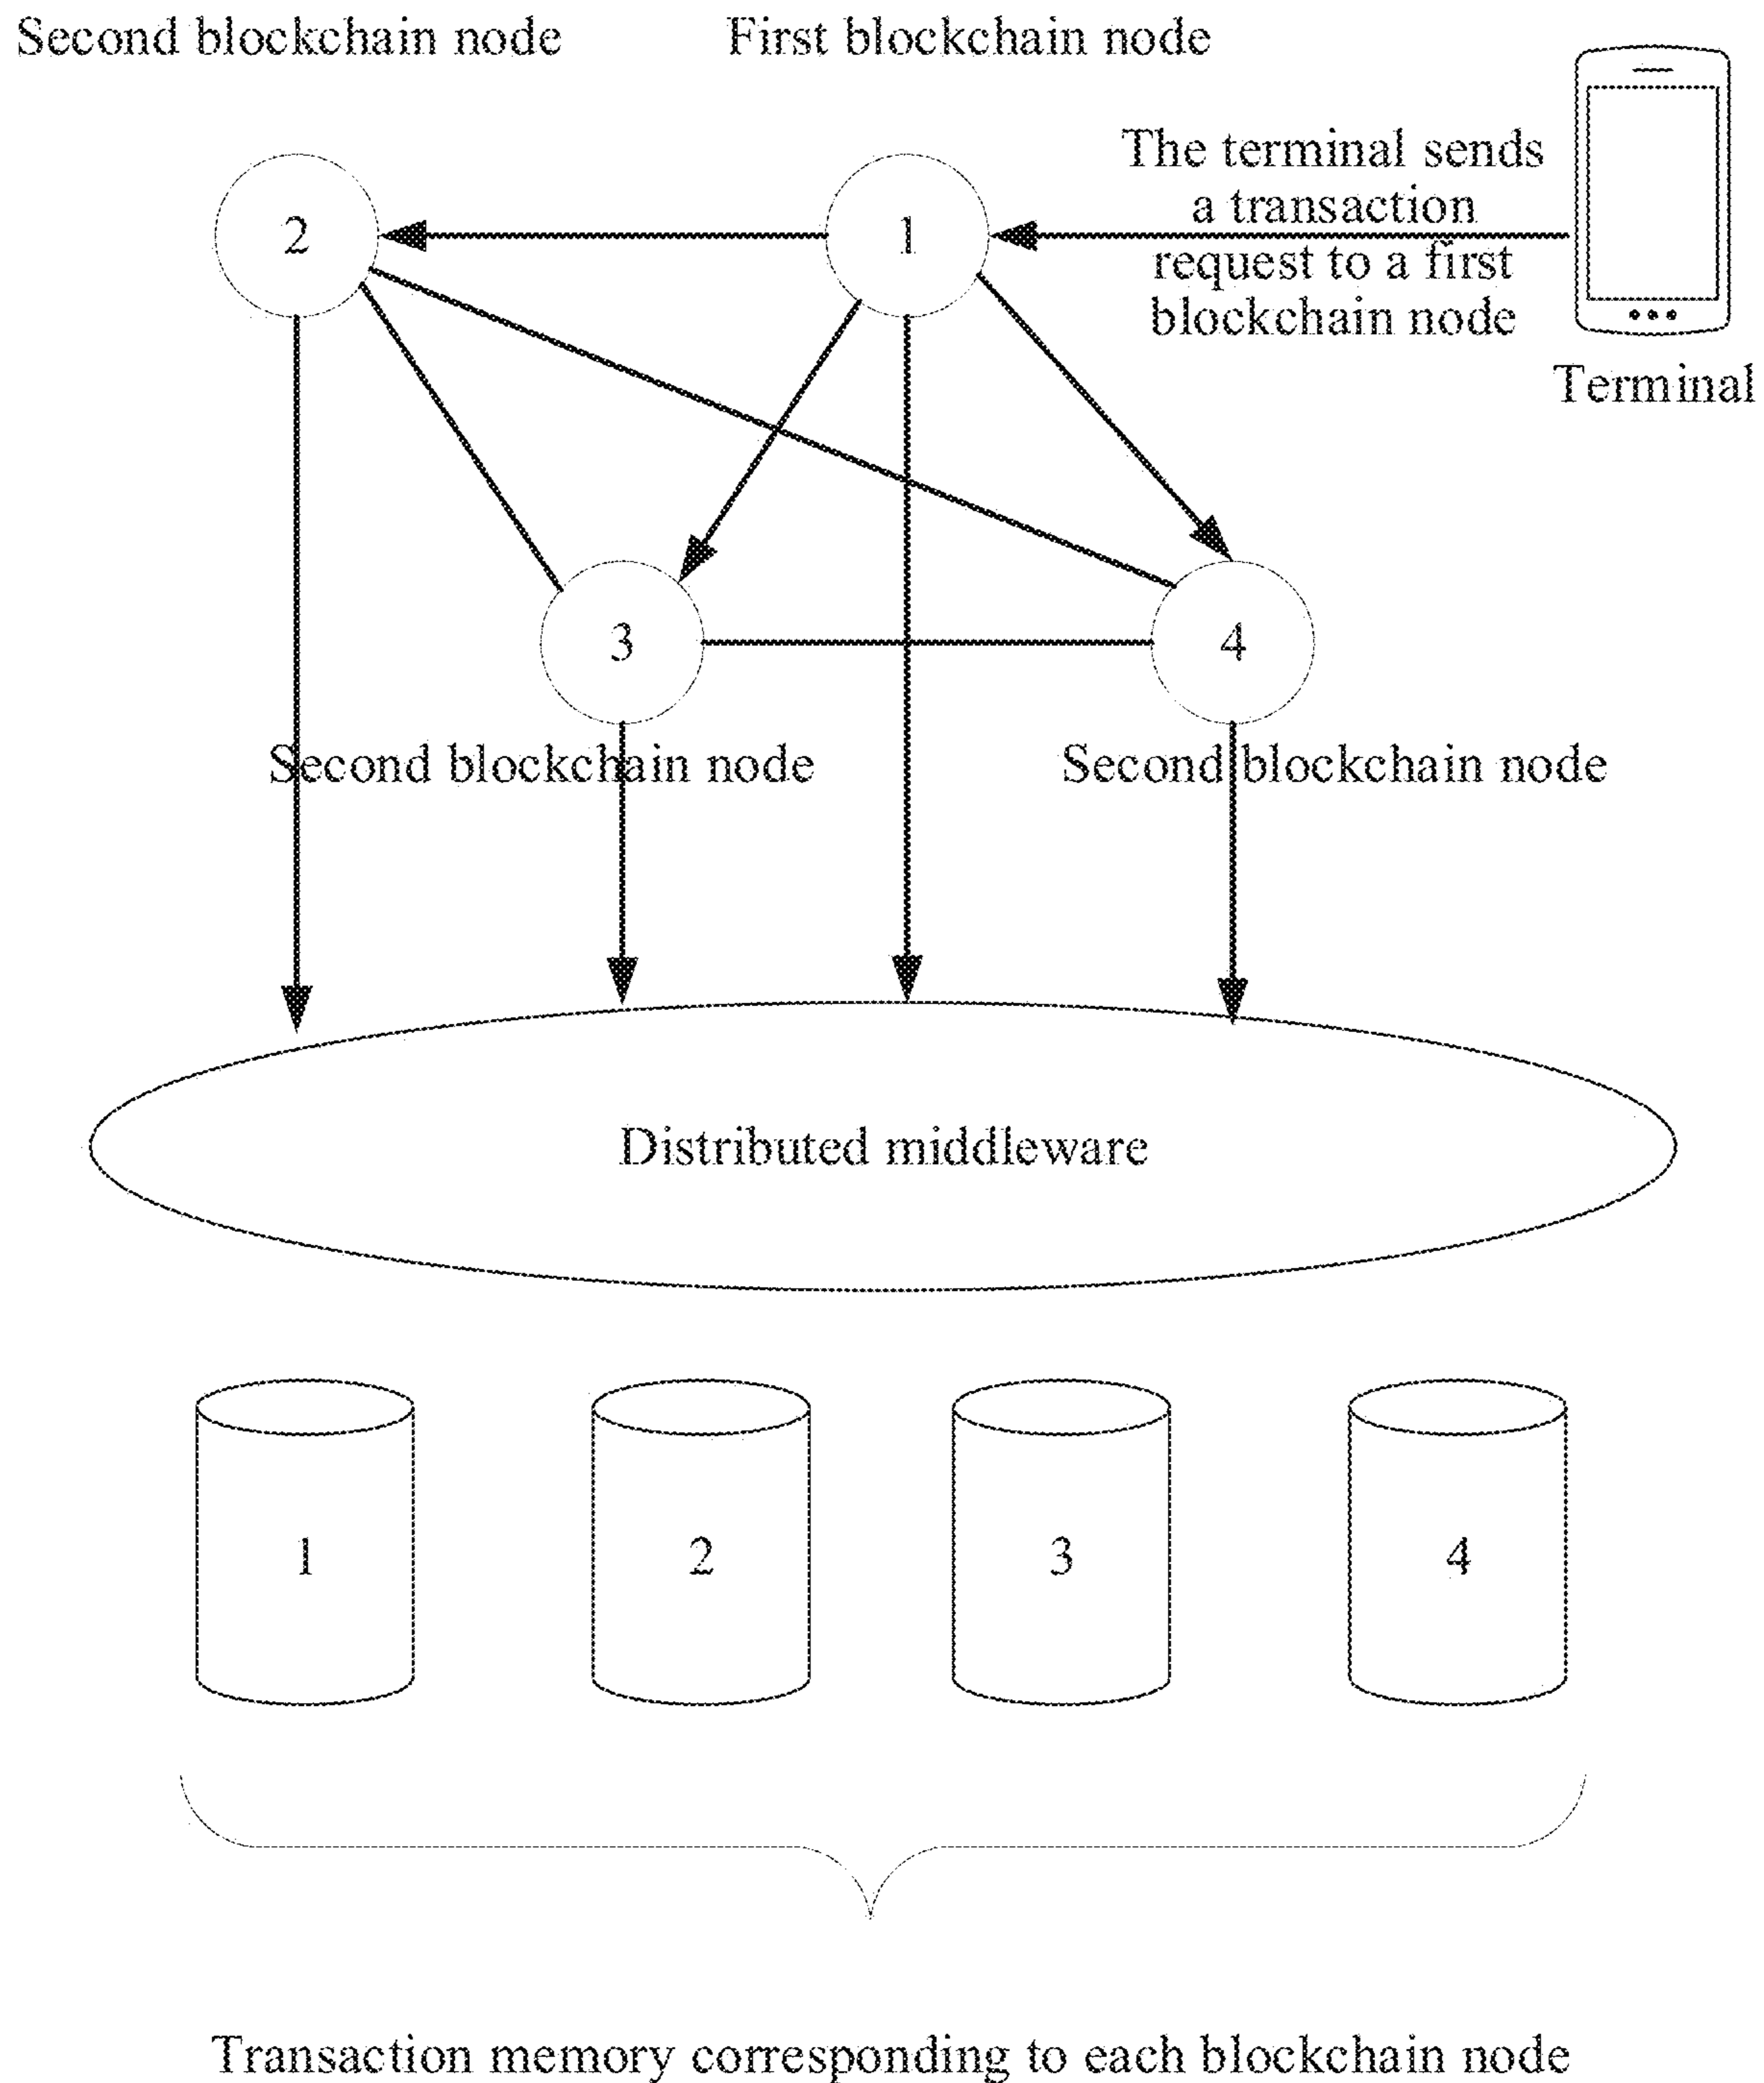 Second blockchain node
First blockchain node
The terminal sends
a transaction
request to a first
blockchain node
Terminal
2
1
3
4
Second blockchain node
Second blockchain node
Distributed middleware
1
2
3
4
Transaction memory corresponding to each blockchain node